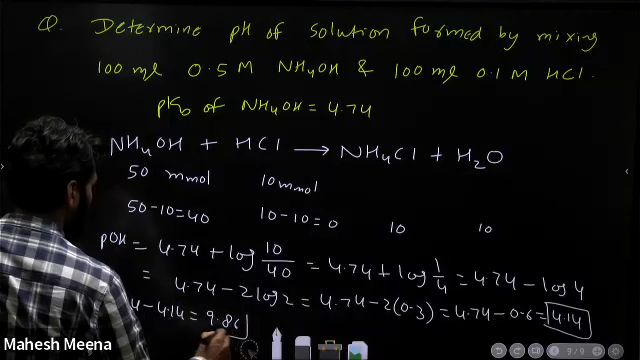 Q. Determine pH of solution formed by mixing
100 ml 0.5 M NH4OH & 100 ml 0.1 M HCl.
pKb of NH4OH = 4.74
NH4OH + HCl → NH4Cl + H2O
50 mmol 10 mmol
50-10=40 10-10=0 10 10
pOH = 4.74 + log 10/40 = 4.74 + log 1/4 = 4.74 - log 4
= 4.74 - 2 log 2 = 4.74 - 2(0.3) = 4.74 - 0.6 = 4.14
4 - 4.14 = 9.86
Mahesh Meena
9 / 9